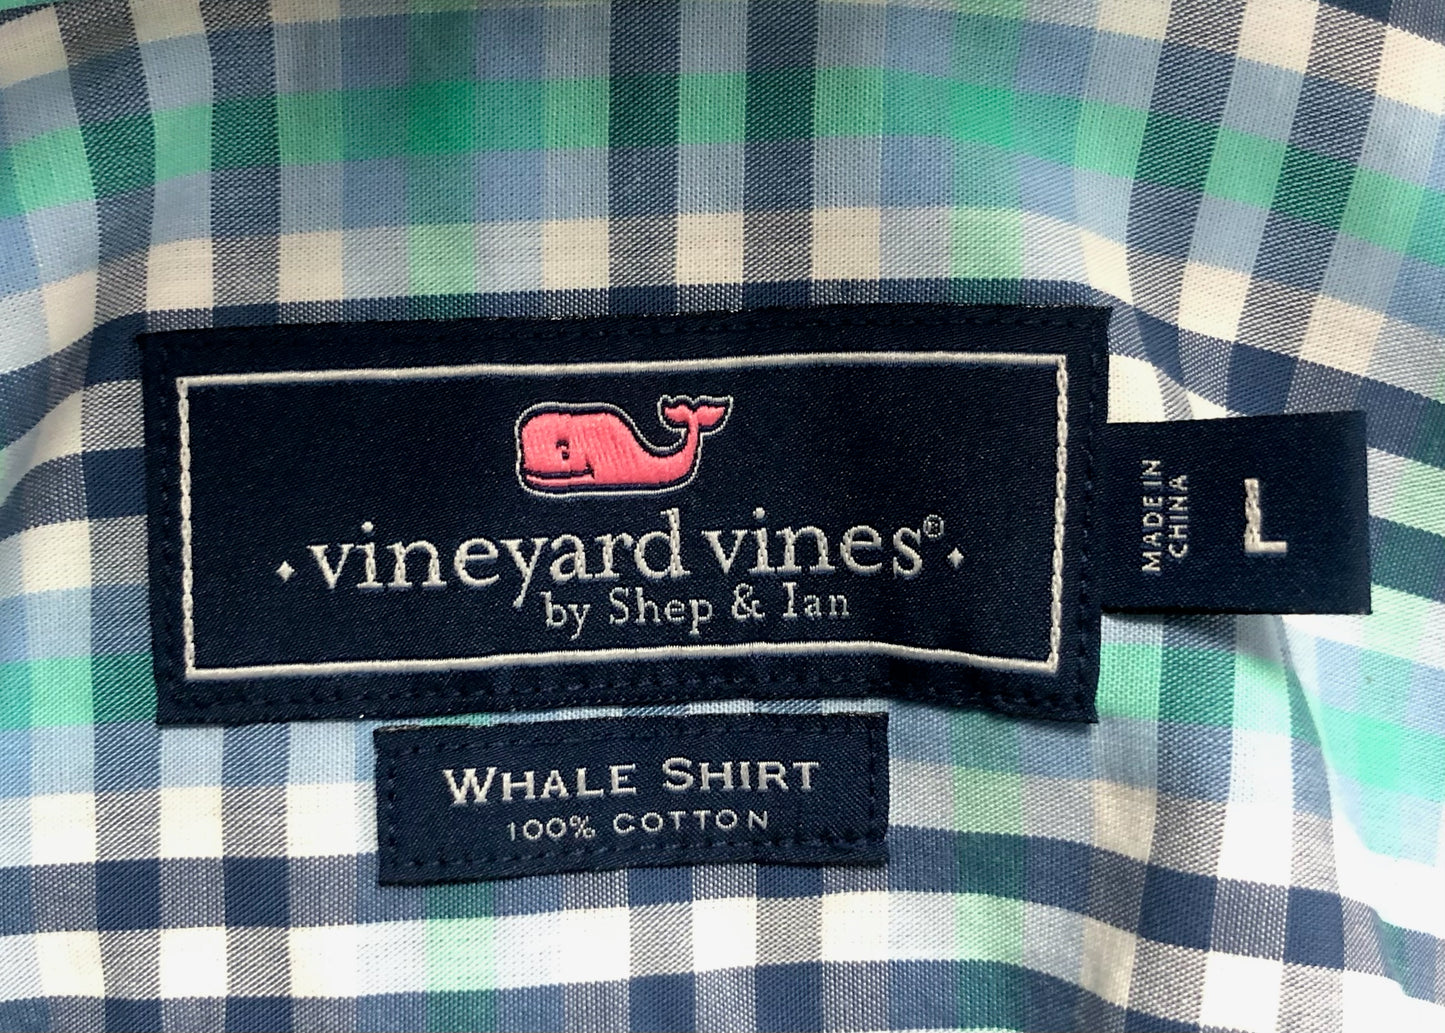 · vineyard vines® ·
by Shep & Ian
MADE IN
CHINA
L
WHALE SHIRT
100% COTTON